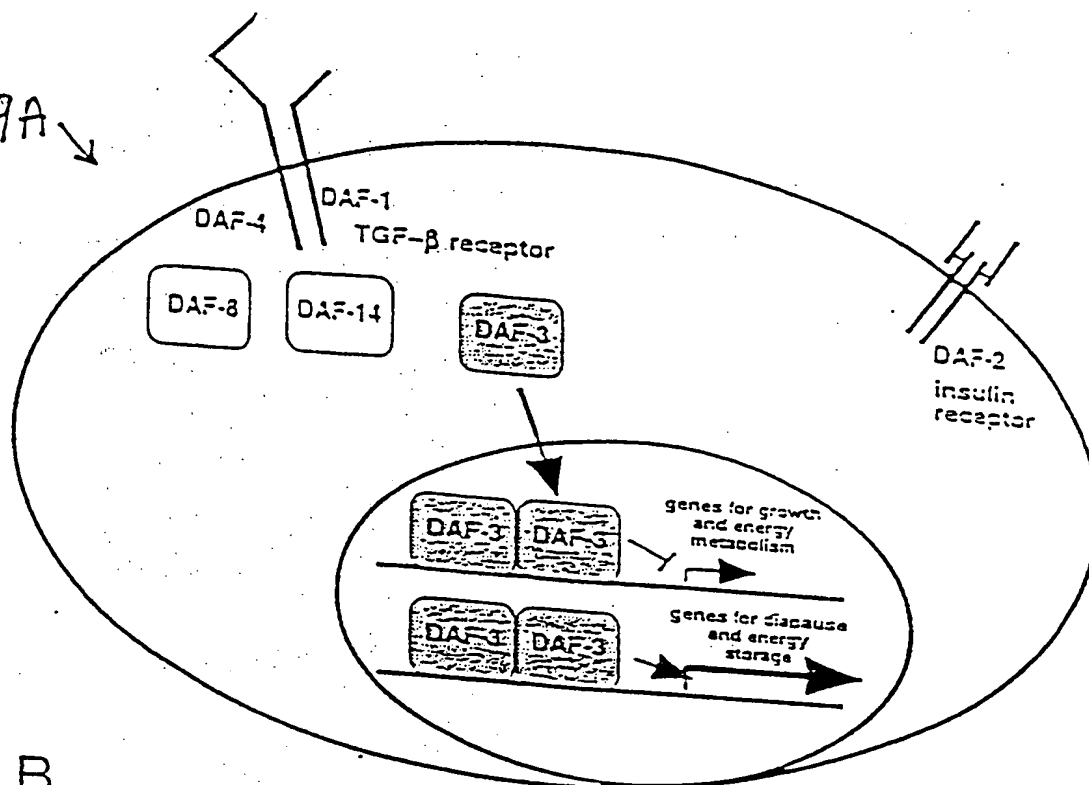 9A
DAF-4
DAF-1
TGF-β receptor
DAF-8
DAF-14
DAF-3
DAF-2
insulin
receptor
DAF-3
DAF-3
genes for growth
and energy
metabolism
DAF-3
DAF-3
genes for diapause
and energy
storage
B